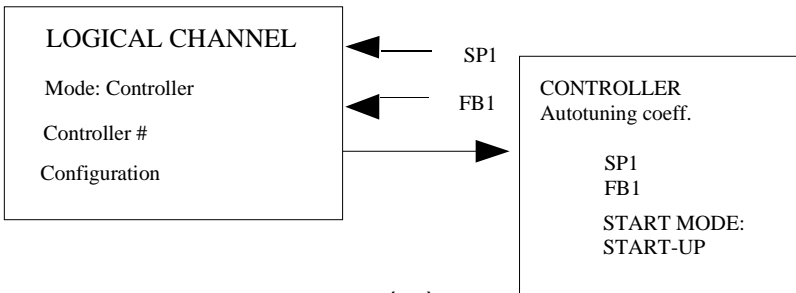 LOGICAL CHANNEL
Mode: Controller
Controller #
Configuration
SP1
FB1
CONTROLLER
Autotuning coeff.
SP1
FB1
START MODE:
START-UP